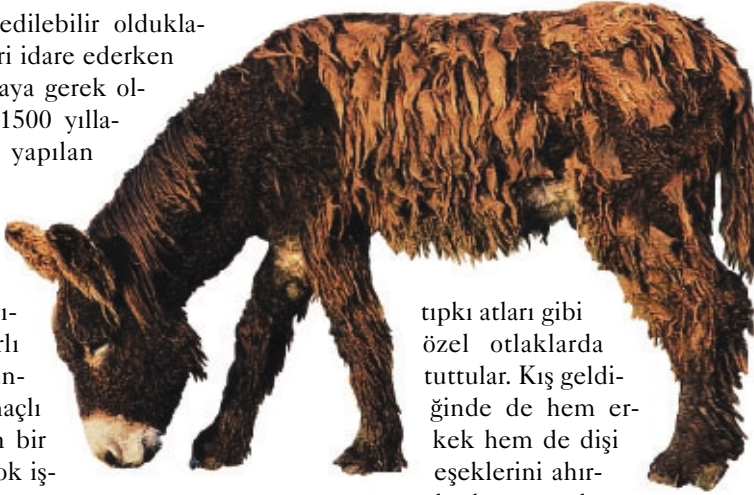 edilebilir oldukla-
ri idare ederken
aya gerek ol-
1500 yılla-
yapılan
ı-
rlı
n-
açlı
bir
ok iş-
tıpkı atları gibi
özel otlaklarda
tuttular. Kış geldi-
ğinde de hem er-
kek hem de dişi
eşeklerini ahır-